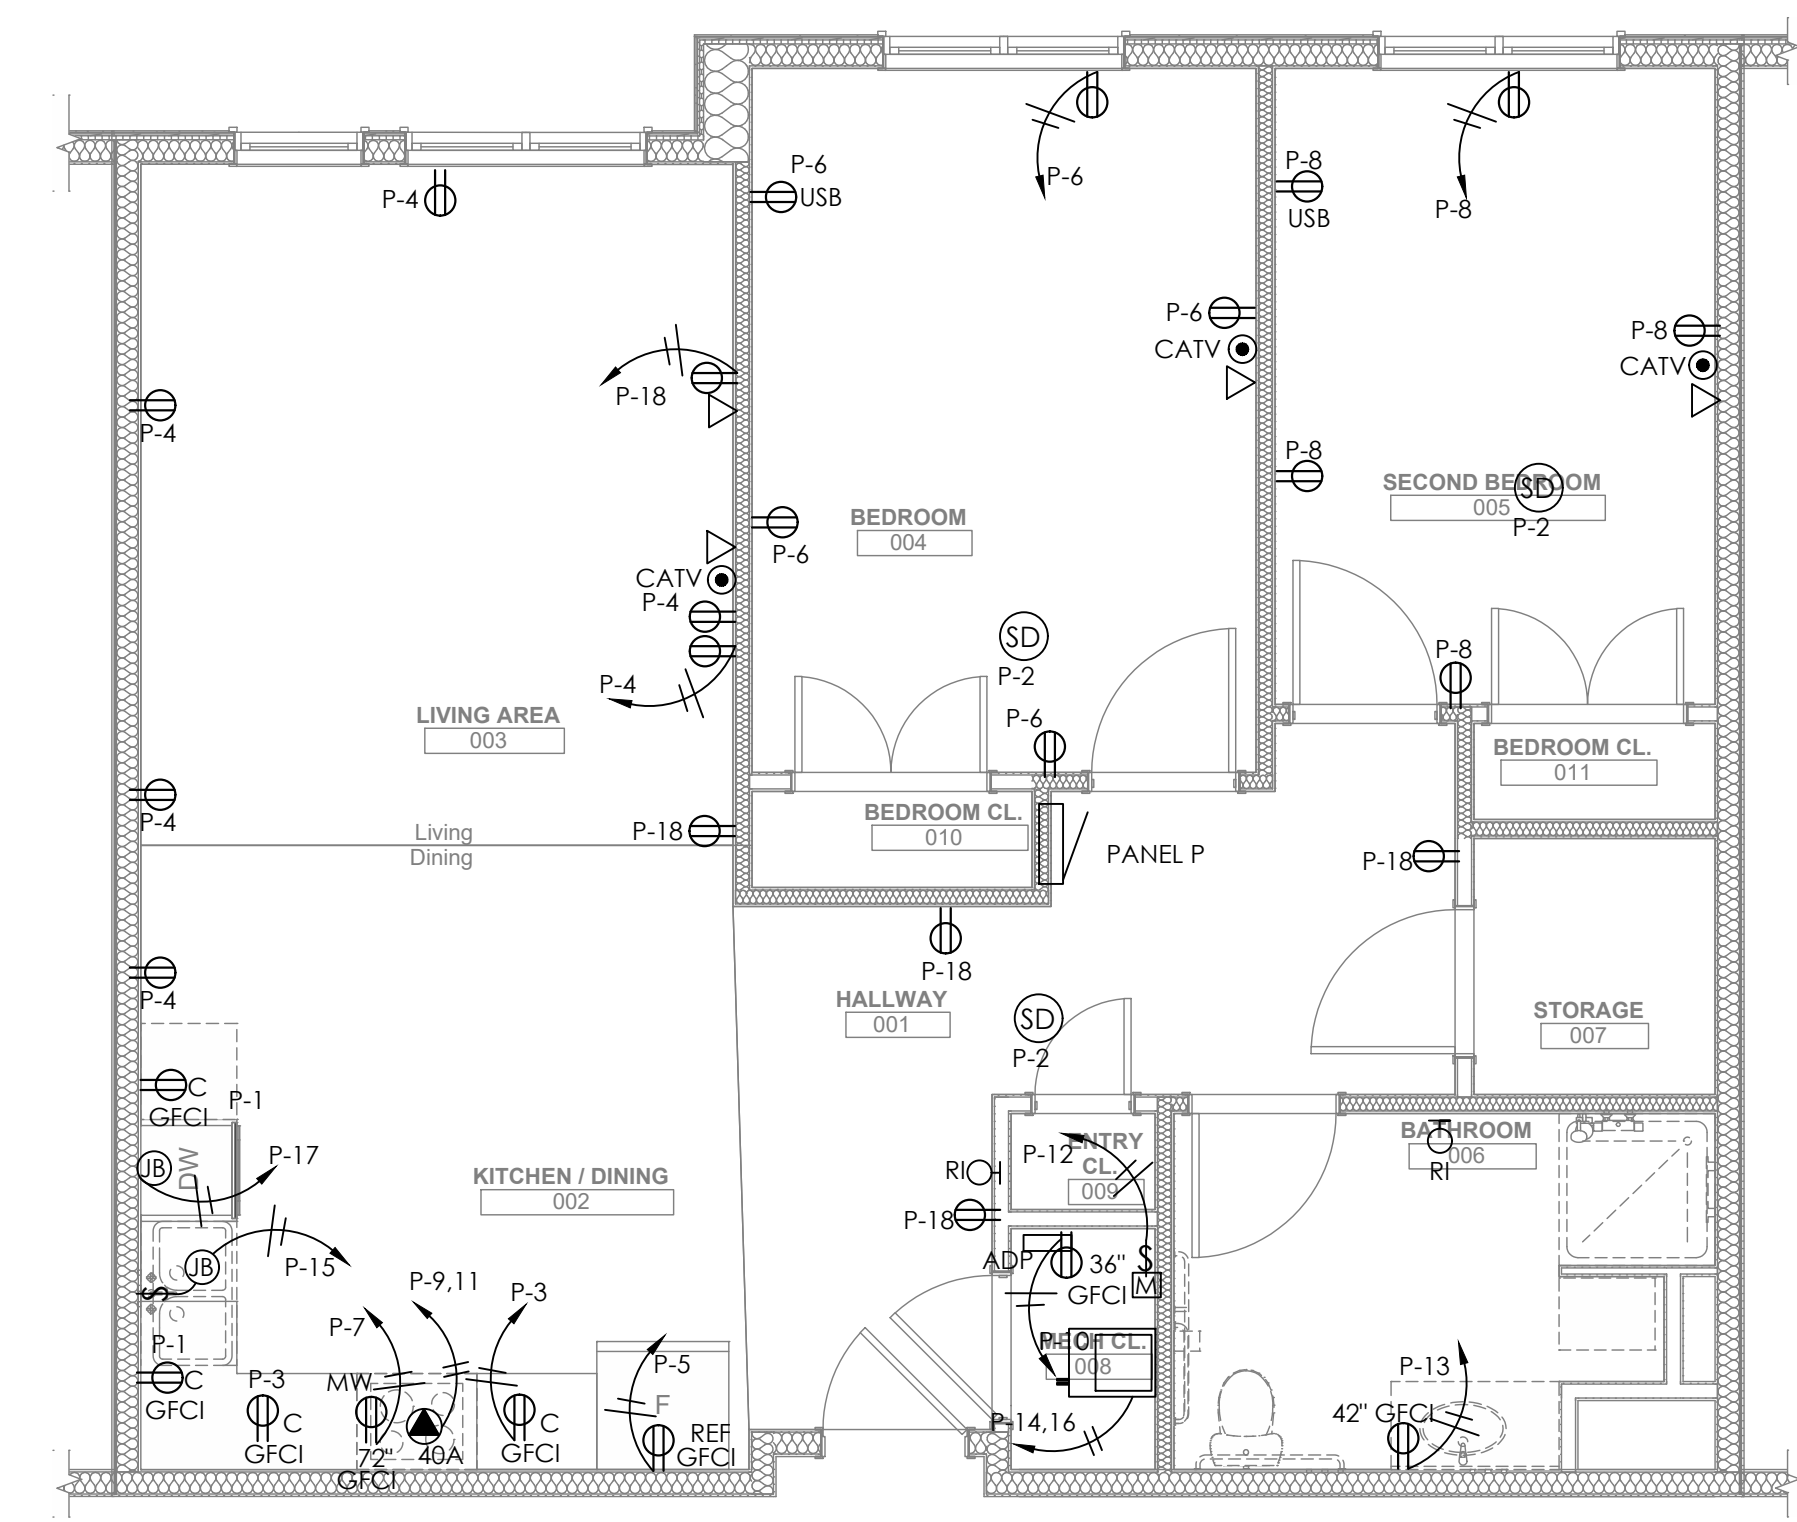 P-6
USB
P-4
P-6
P-8
USB
P-8
P-6
CATV
P-8
CATV
P-18
P-4
P-8
SECOND BEDROOM
005
SD
P-2
BEDROOM
004
P-6
CATV
P-4
SD
P-2
P-4
P-8
P-6
LIVING AREA
003
BEDROOM CL.
011
P-4
Living
Dining
P-18
BEDROOM CL.
010
PANEL P
P-18
P-4
P-18
HALLWAY
001
SD
P-2
STORAGE
007
C
GFCI
P-1
JB
DW
P-17
KITCHEN / DINING
002
ENTRY
CL.
009
P-12
RI
BATHROOM
006
RI
P-18
JB
P-15
S
ADP
36"
GFCI
S
M
P-9,11
P-3
P-7
P-1
C
GFCI
P-3
C
GFCI
MW
72"
GFCI
40A
C
GFCI
P-5
F
REF
GFCI
MECH CL.
008
P-14,16
P-13
42" GFCI